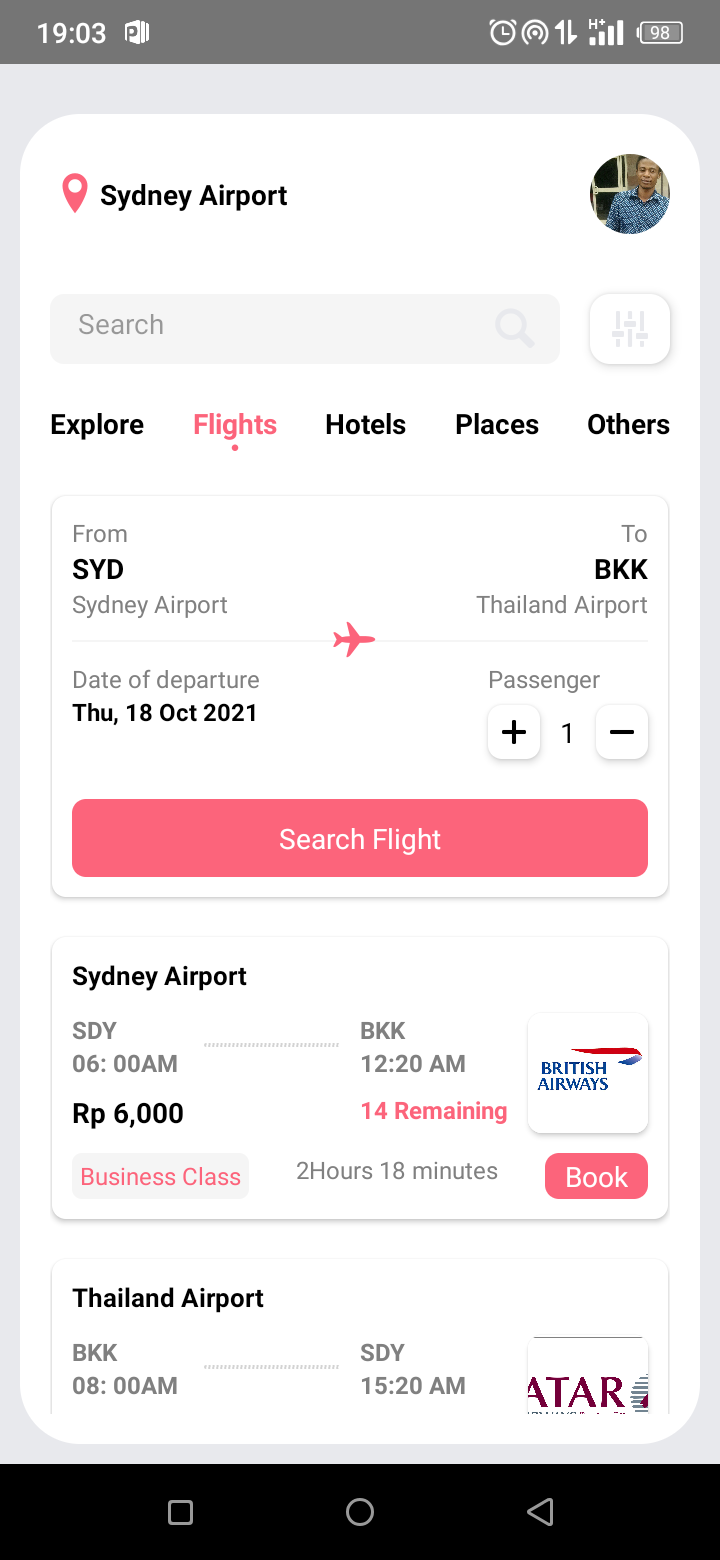 19:03
H+
98
Sydney Airport
Search
Explore Flights Hotels Places Others
From To
SYD BKK
Sydney Airport Thailand Airport
Date of departure Passenger
Thu, 18 Oct 2021
1
Search Flight
Sydney Airport
SDY BKK
06: 00AM 12:20 AM
BRITISH
AIRWAYS
Rp 6,000 14 Remaining
Business Class 2Hours 18 minutes Book
Thailand Airport
BKK SDY
08: 00AM 15:20 AM
ATAR